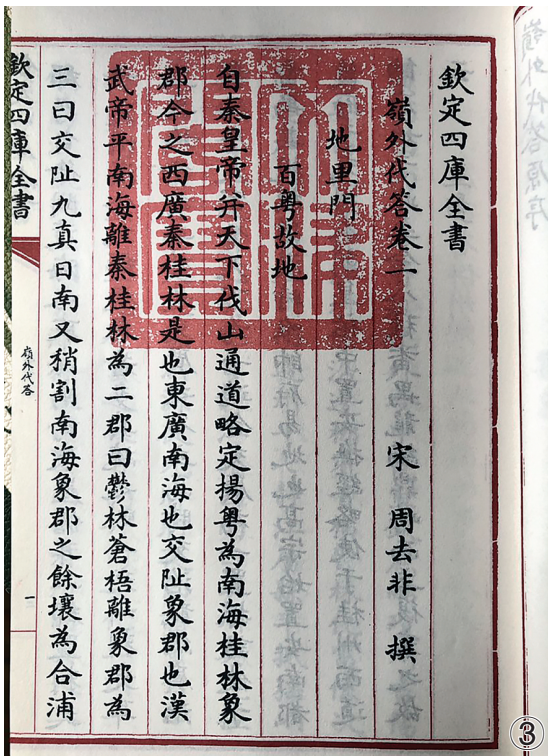 欽定四庫全書
嶺外代答卷一
宋 周去非 撰
地里門
百粤故地
自秦皇帝并天下伐山通道略定揚粤為南海桂林象
郡今之西廣秦桂林是也東廣南海也交阯象郡也漢
武帝平南海離秦桂林為二郡曰鬱林蒼梧離象郡為
三曰交阯九真日南又稍割南海象郡之餘壤為合浦
欽定四庫全書
嶺外代答
一
③